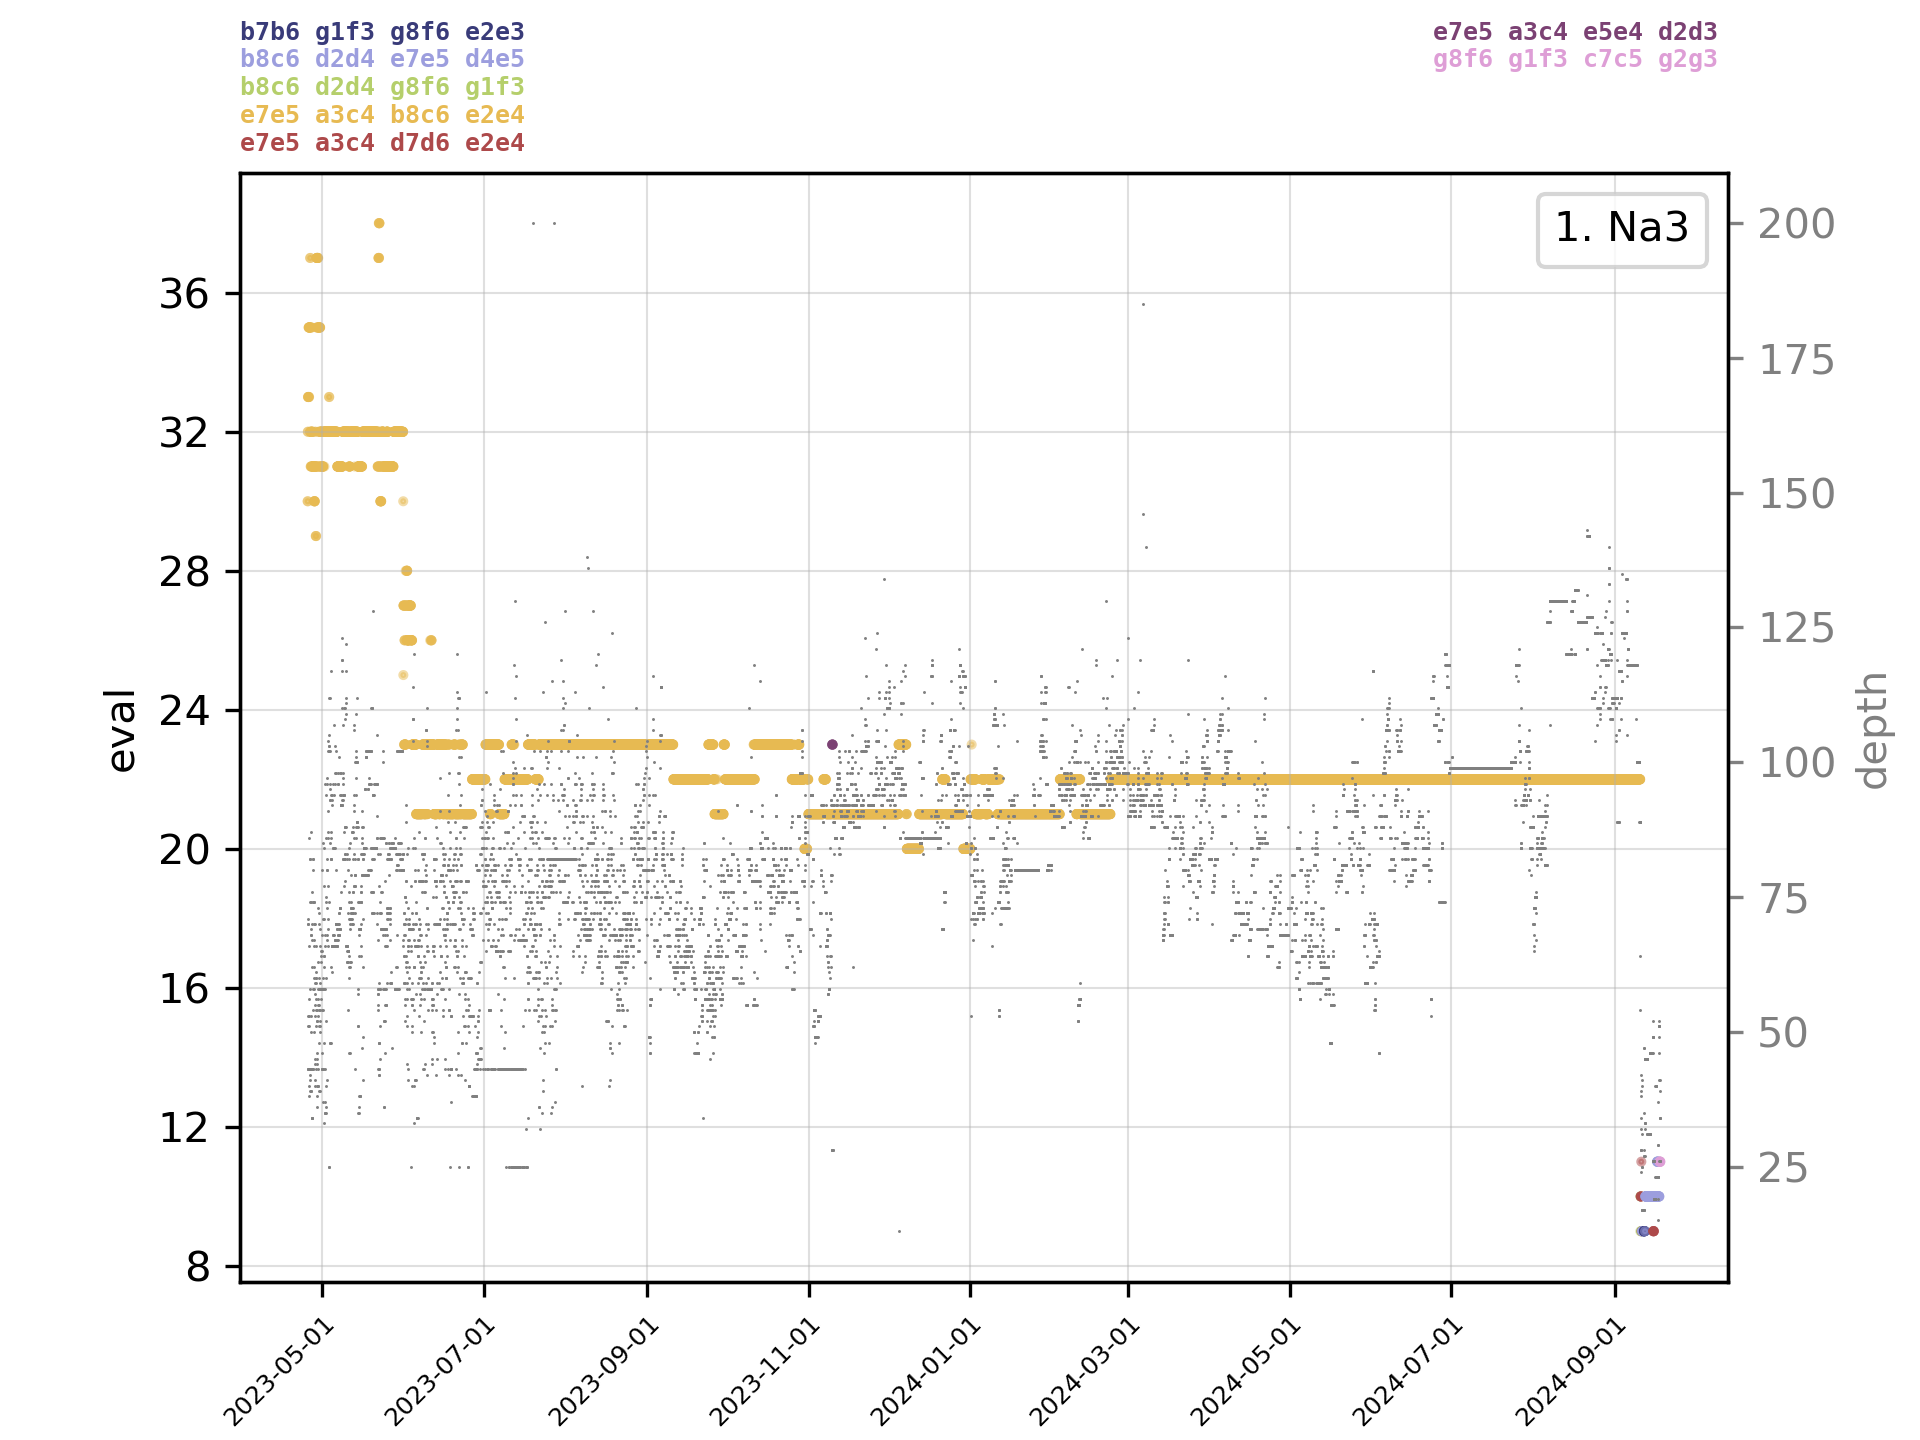 b7b6 g1f3 g8f6 e2e3
b8c6 d2d4 e7e5 d4e5
b8c6 d2d4 g8f6 g1f3
e7e5 a3c4 b8c6 e2e4
e7e5 a3c4 d7d6 e2e4
e7e5 a3c4 e5e4 d2d3
g8f6 g1f3 c7c5 g2g3
1. Na3
eval
36
32
28
24
20
16
12
8
200
175
150
125
100
75
50
25
depth
2023-05-01
2023-07-01
2023-09-01
2023-11-01
2024-01-01
2024-03-01
2024-05-01
2024-07-01
2024-09-01